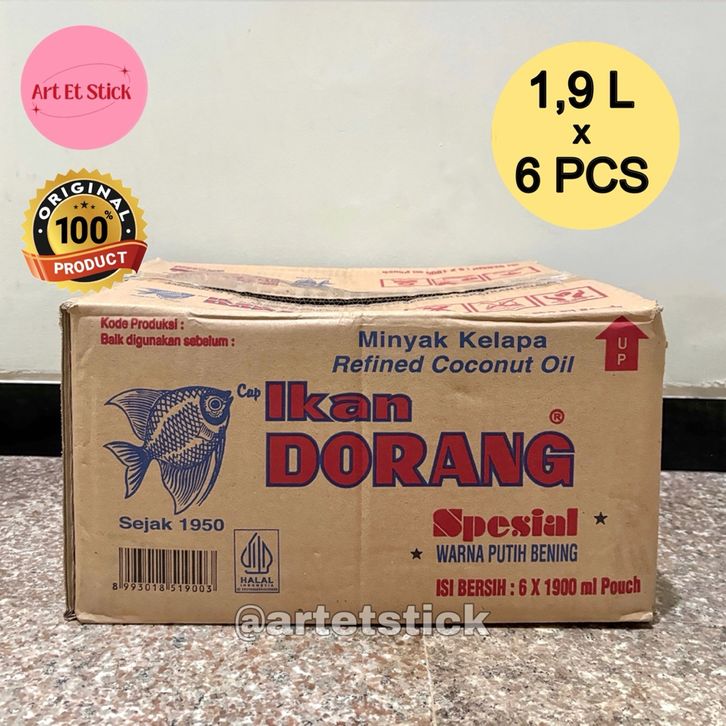 Art Et Stick
1,9 L
x
6 PCS
ORIGINAL
100%
PRODUCT
Kode Produksi :
Baik digunakan sebelum :
Minyak Kelapa
Refined Coconut Oil
UP
Cap Ikan
DORANG ®
Sejak 1950
Spesial
WARNA PUTIH BENING
HALAL
INDONESIA
8 993018 519003
ISI BERSIH : 6 X 1900 ml Pouch
@artetstick